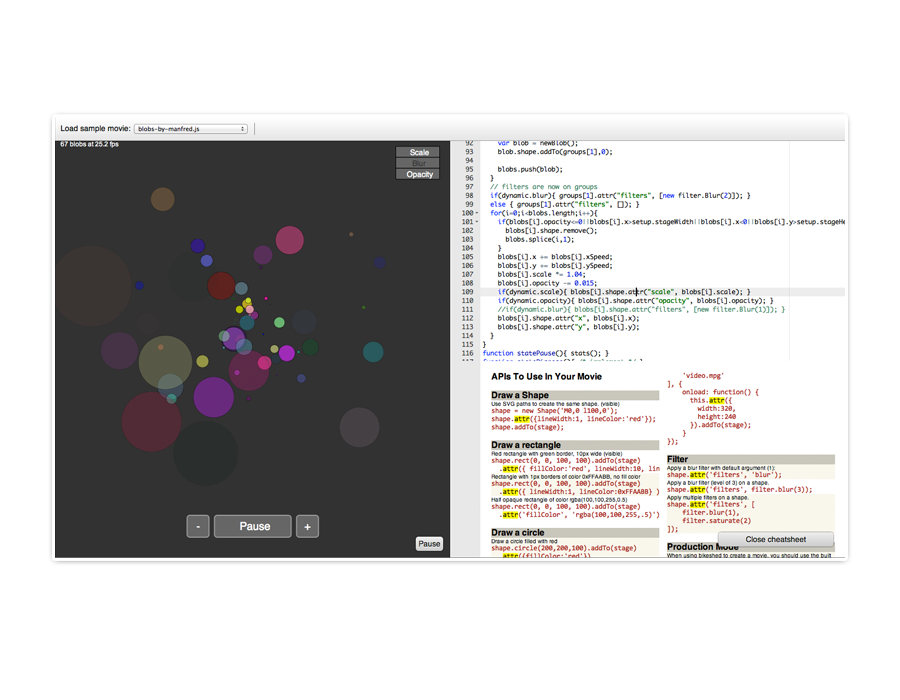 Load sample movie: blobs-by-manfred.js
67 blobs at 25.2 fps
Scale
Blur
Opacity
-
Pause
+
Pause
92 var blob = newBlob();
93 blob.shape.addTo(groups[1],0);
94
95 blobs.push(blob);
96 }
97 // filters are now on groups
98 if(dynamic.blur){ groups[1].attr("filters", [new filter.Blur(2)]); }
99 else { groups[1].attr("filters", []); }
100 for(i=0;i<blobs.length;i++){
101 if(blobs[i].opacity<=0||blobs[i].x>setup.stageWidth||blobs[i].x<0||blobs[i].y>setup.stageHe
102 blobs[i].shape.remove();
103 blobs.splice(i,1);
104 }
105 blobs[i].x += blobs[i].xSpeed;
106 blobs[i].y += blobs[i].ySpeed;
107 blobs[i].scale *= 1.04;
108 blobs[i].opacity -= 0.015;
109 if(dynamic.scale){ blobs[i].shape.attr("scale", blobs[i].scale); }
110 if(dynamic.opacity){ blobs[i].shape.attr("opacity", blobs[i].opacity); }
111 //if(dynamic.blur){ blobs[i].shape.attr("filters", [new filter.Blur(1)]); }
112 blobs[i].shape.attr("x", blobs[i].x);
113 blobs[i].shape.attr("y", blobs[i].y);
114 }
115 }
116 function statePause(){ stats(); }
APIs To Use In Your Movie
Draw a Shape
Use SVG paths to create the same shape. (visible)
shape = new Shape('M0,0 l100,0');
shape.attr({lineWidth:1, lineColor:'red'});
shape.addTo(stage);
Draw a rectangle
Red rectangle with green border, 10px wide (visible)
shape.rect(0, 0, 100, 100).addTo(stage)
.attr({ fillColor:'red', lineWidth:10, lin
Rectangle with 1px borders of color 0xFFAABB, no fill color
shape.rect(0, 0, 100, 100).addTo(stage)
.attr({ lineWidth:1, lineColor:0xFFAABB}
Half opaque rectangle of color rgba(100,100,255,0.5)
shape.rect(0, 0, 100, 100).addTo(stage)
.attr('fillColor', 'rgba(100,100,255,.5)')
Draw a circle
Draw a circle filled with red
shape.circle(200,200,100).addTo(stage)
.attr({fillColor:'red'})
'video.mpg'
], {
onload: function() {
this.attr({
width:320,
height:240
}).addTo(stage);
}
});
Filter
Apply a blur filter with default argument (1):
shape.attr('filters', 'blur');
Apply a blur filter (level of 3) on a shape.
shape.attr('filters', filter.blur(3));
Apply multiple filters on a shape.
shape.attr('filters', [
filter.blur(1),
filter.saturate(2)
]);
Close cheatsheet
Production Mode
When using bikeshed to create a movie, you should use the built